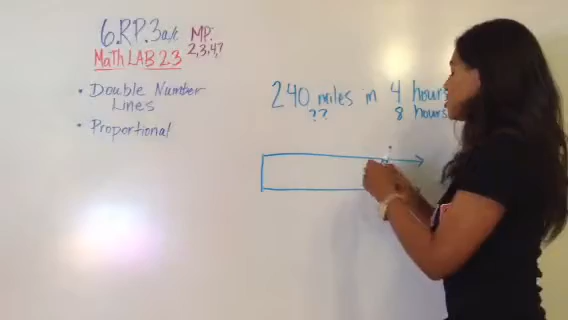 6.RP.3a/c MP:
2,3,4,7
MATH LAB 2.3
• Double Number
Lines
• Proportional
240 miles in 4 hours
?? 8 hours